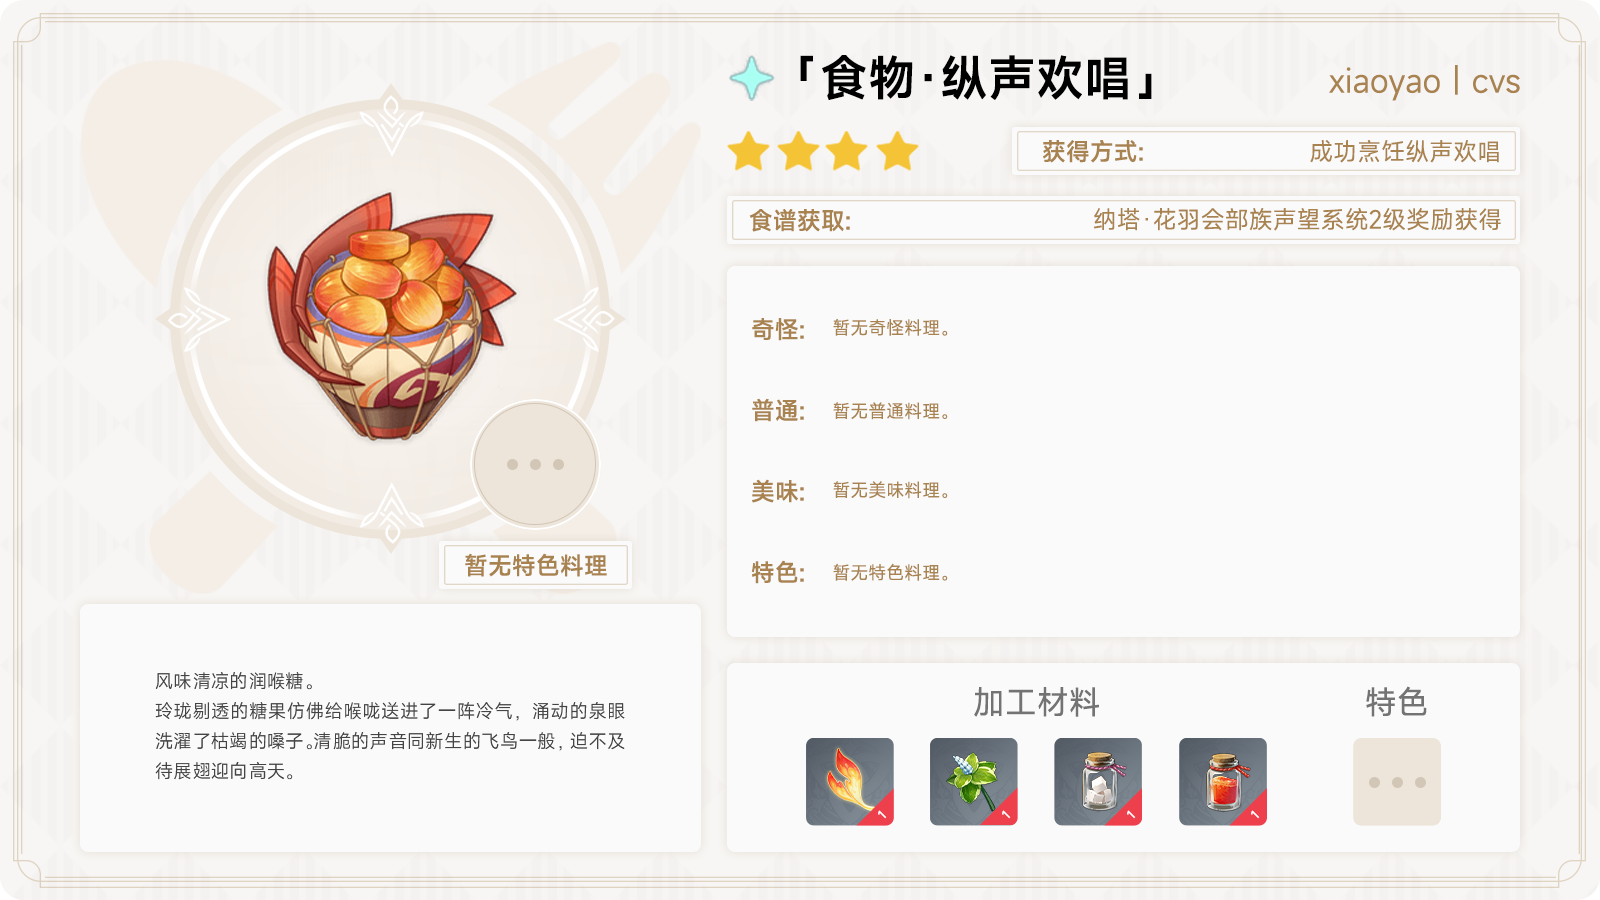 「食物·纵声欢唱」
xiaoyao | cvs
获得方式:
成功烹饪纵声欢唱
食谱获取:
纳塔·花羽会部族声望系统2级奖励获得
奇怪:
暂无奇怪料理。
普通:
暂无普通料理。
美味:
暂无美味料理。
特色:
暂无特色料理。
暂无特色料理
风味清凉的润喉糖。
玲珑剔透的糖果仿佛给喉咙送进了一阵冷气，涌动的泉眼
洗濯了枯竭的嗓子。清脆的声音同新生的飞鸟一般，迫不及
待展翅迎向高天。
加工材料
特色
1
1
1
1